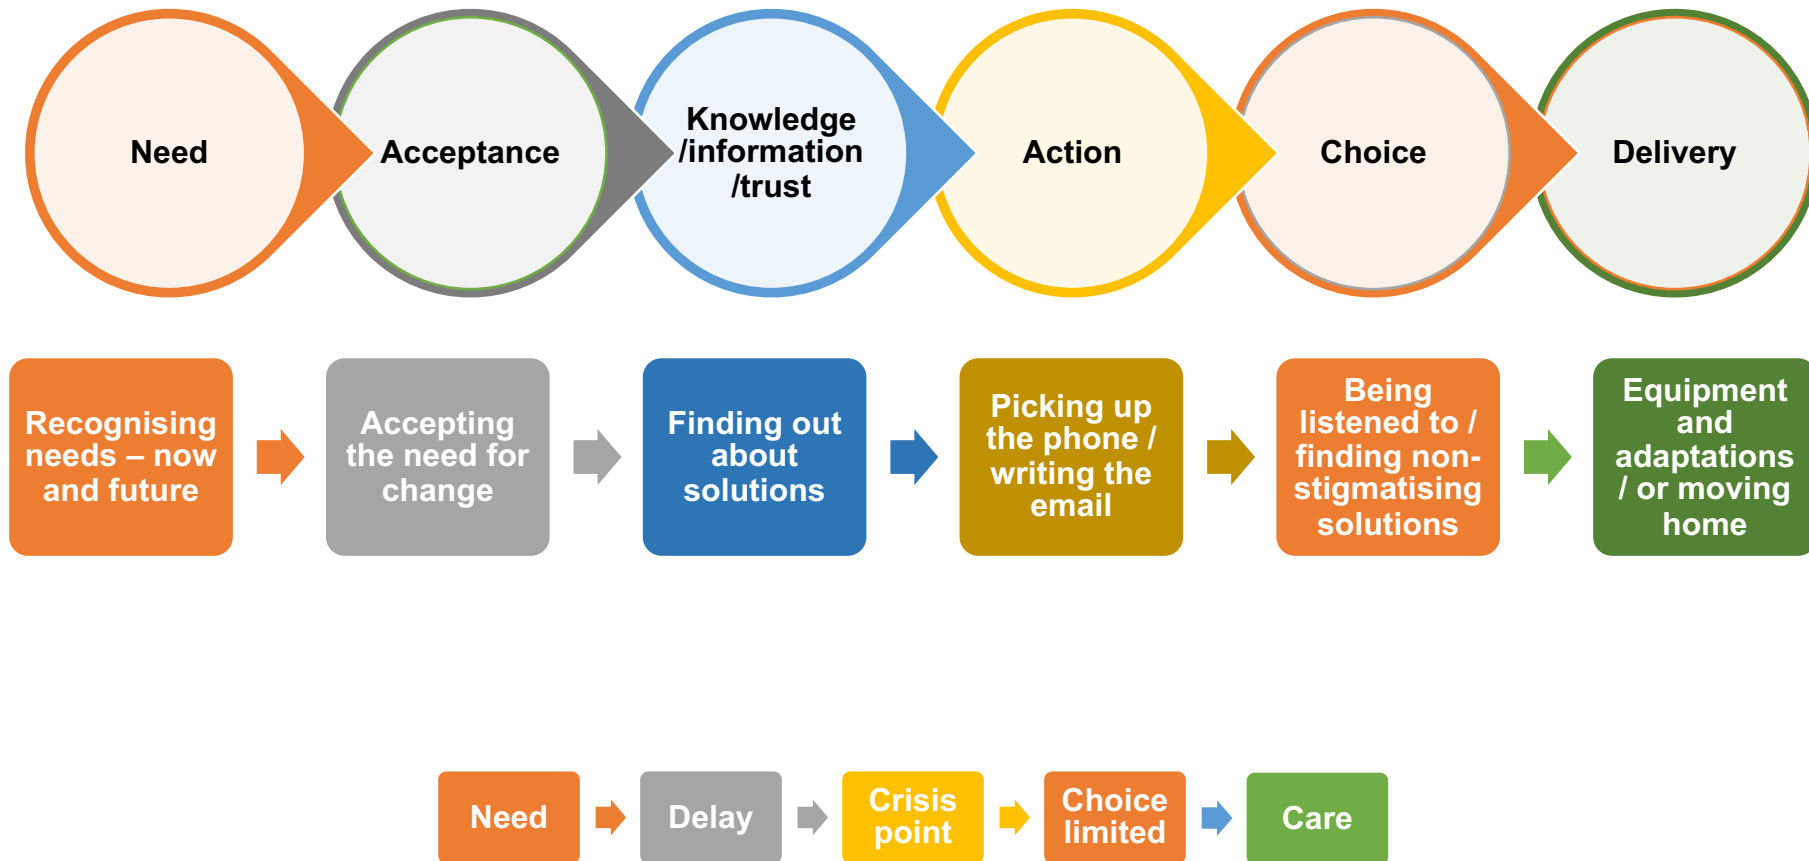 Need
Acceptance
Knowledge
/information
/trust
Action
Choice
Delivery
Recognising
needs – now
and future
Accepting
the need for
change
Finding out
about
solutions
Picking up
the phone /
writing the
email
Being
listened to /
finding non-
stigmatising
solutions
Equipment
and
adaptations
/ or moving
home
Need
Delay
Crisis
point
Choice
limited
Care